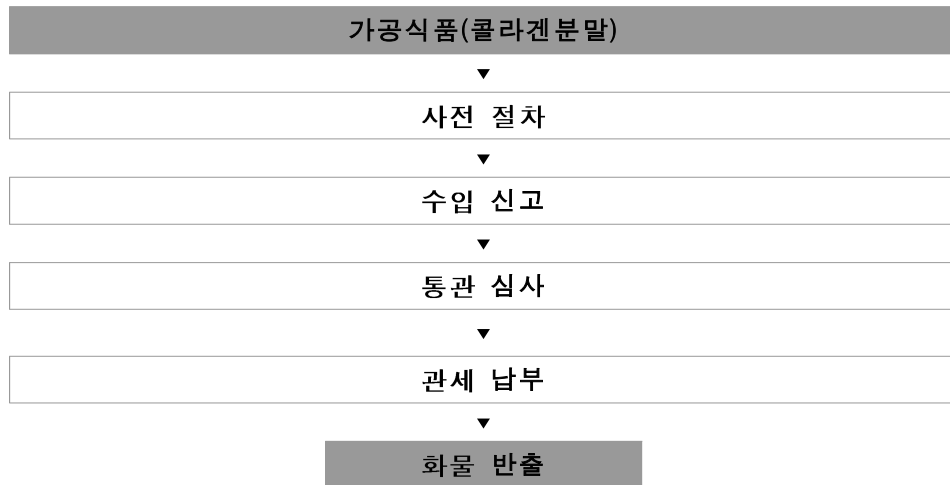 가공식품(콜라겐분말)
사전 절차
수입 신고
통관 심사
관세 납부
화물 반출